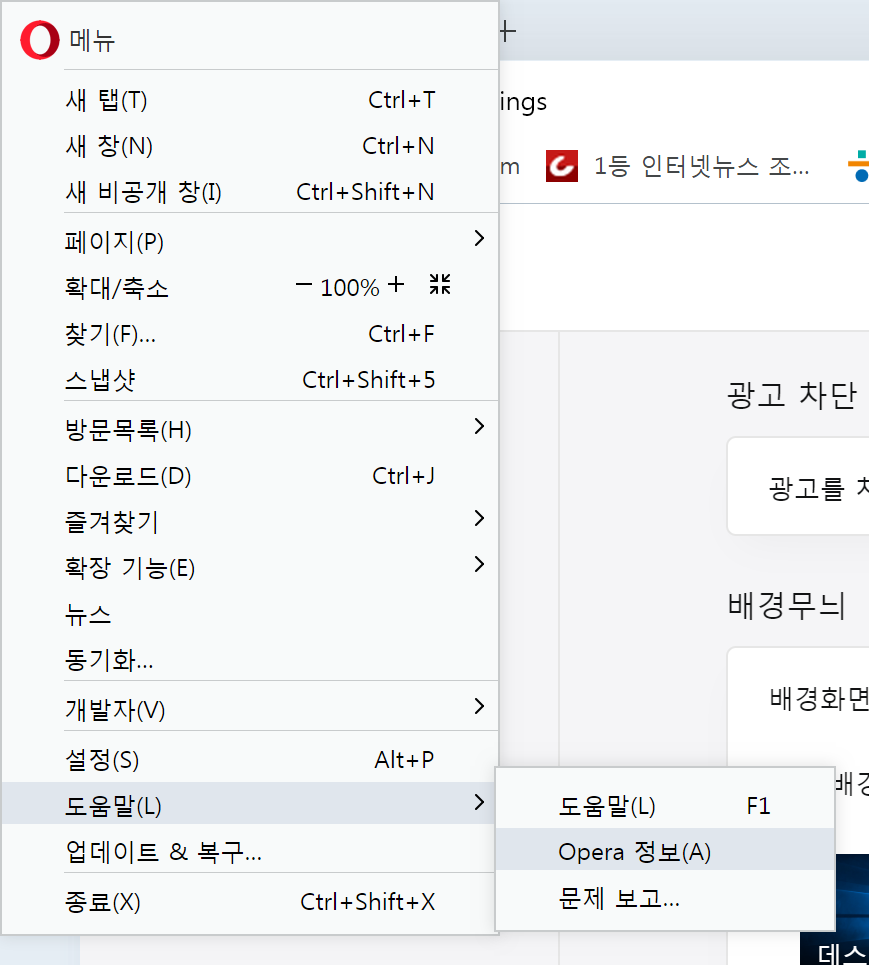 메뉴
새 탭(T) Ctrl+T
새 창(N) Ctrl+N
새 비공개 창(I) Ctrl+Shift+N
페이지(P)
확대/축소 100%
찾기(F)... Ctrl+F
스냅샷 Ctrl+Shift+5
방문목록(H)
다운로드(D) Ctrl+J
즐겨찾기
확장 기능(E)
뉴스
동기화...
개발자(V)
설정(S) Alt+P
도움말(L)
업데이트 & 복구...
종료(X) Ctrl+Shift+X
도움말(L) F1
Opera 정보(A)
문제 보고...
ings
m 1등 인터넷뉴스 조...
광고 차단
광고를 차
배경무늬
배경화면
배경
데스